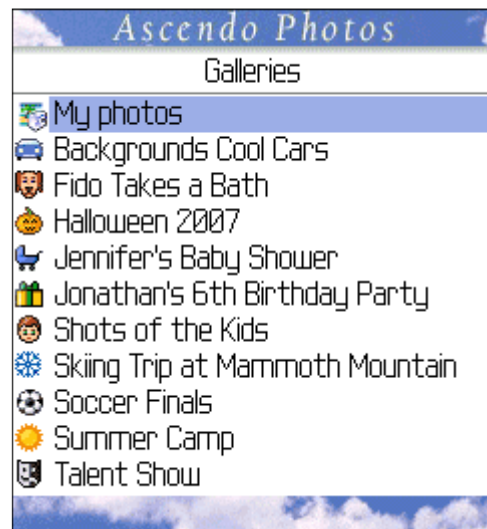 Ascendo Photos
Galleries
My photos
Backgrounds Cool Cars
Fido Takes a Bath
Halloween 2007
Jennifer's Baby Shower
Jonathan's 6th Birthday Party
Shots of the Kids
Skiing Trip at Mammoth Mountain
Soccer Finals
Summer Camp
Talent Show